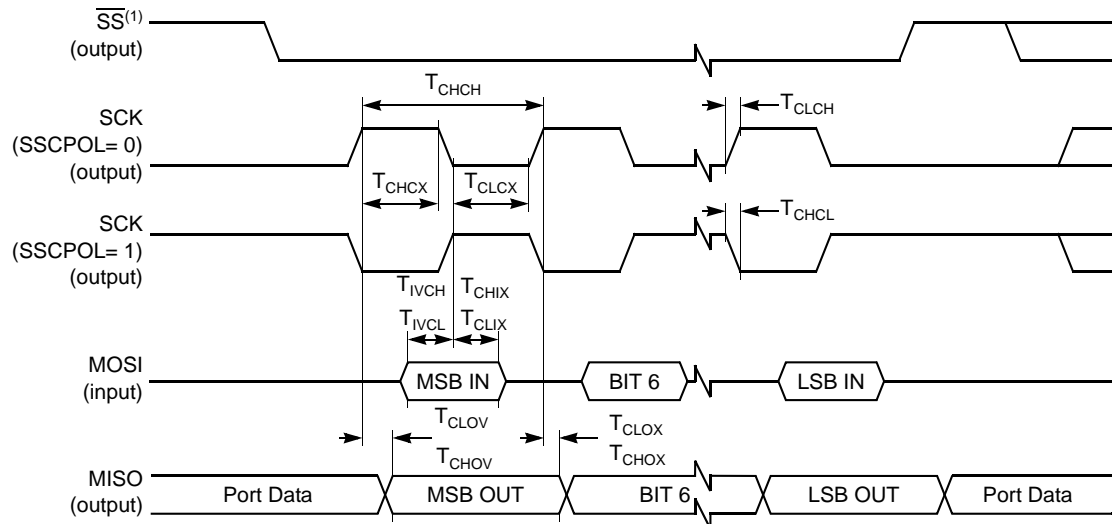 SS(1)
(output)
TCHCH
TCLCH
SCK
(SSCPOL= 0)
(output)
TCHCX
TCLCX
TCHCL
SCK
(SSCPOL= 1)
(output)
TIVCH
TCHIX
TIVCL
TCLIX
MOSI
(input)
MSB IN
BIT 6
LSB IN
TCLOV
TCLOX
TCHOV
TCHOX
MISO
(output)
Port Data
MSB OUT
BIT 6
LSB OUT
Port Data